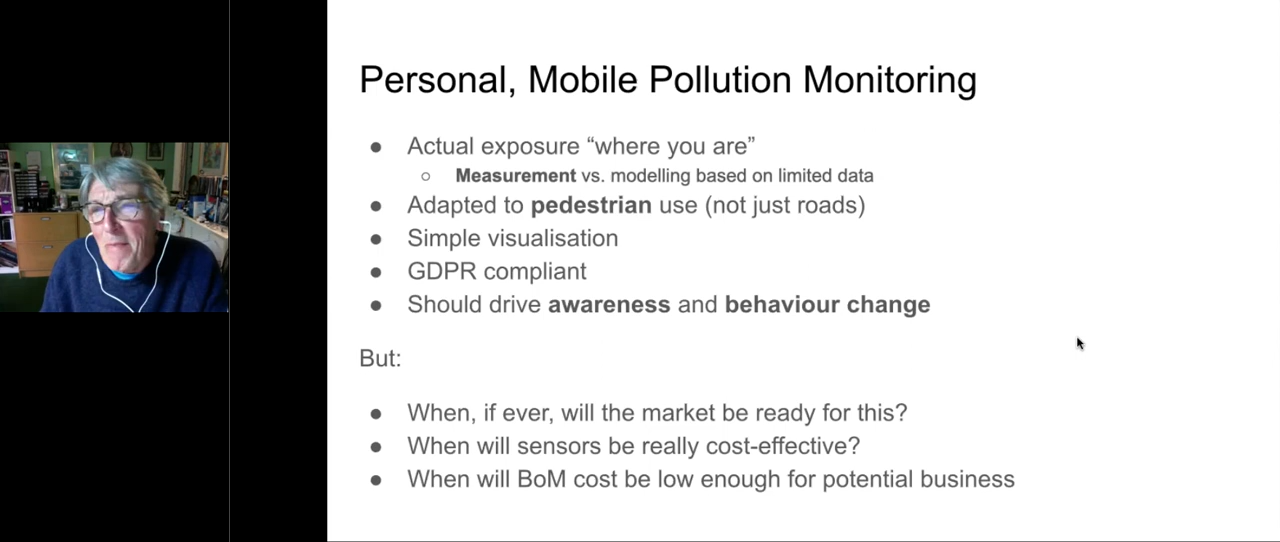 Personal, Mobile Pollution Monitoring
● Actual exposure “where you are”
○ Measurement vs. modelling based on limited data
● Adapted to pedestrian use (not just roads)
● Simple visualisation
● GDPR compliant
● Should drive awareness and behaviour change
But:
● When, if ever, will the market be ready for this?
● When will sensors be really cost-effective?
● When will BoM cost be low enough for potential business